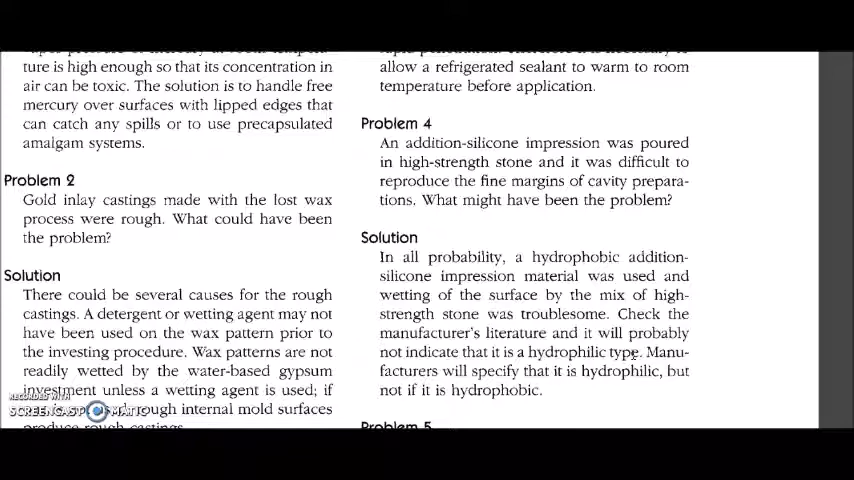 ture is high enough so that its concentration in
air can be toxic. The solution is to handle free
mercury over surfaces with lipped edges that
can catch any spills or to use precapsulated
amalgam systems.
Problem 2
Gold inlay castings made with the lost wax
process were rough. What could have been
the problem?
Solution
There could be several causes for the rough
castings. A detergent or wetting agent may not
have been used on the wax pattern prior to
the investing procedure. Wax patterns are not
readily wetted by the water-based gypsum
investment unless a wetting agent is used; if
rough internal mold surfaces
produce rough castings.
allow a refrigerated sealant to warm to room
temperature before application.
Problem 4
An addition-silicone impression was poured
in high-strength stone and it was difficult to
reproduce the fine margins of cavity prepara-
tions. What might have been the problem?
Solution
In all probability, a hydrophobic addition-
silicone impression material was used and
wetting of the surface by the mix of high-
strength stone was troublesome. Check the
manufacturer's literature and it will probably
not indicate that it is a hydrophilic type. Manu-
facturers will specify that it is hydrophilic, but
not if it is hydrophobic.
Problem 5
RECORDED WITH
SCREENCAST MATIC